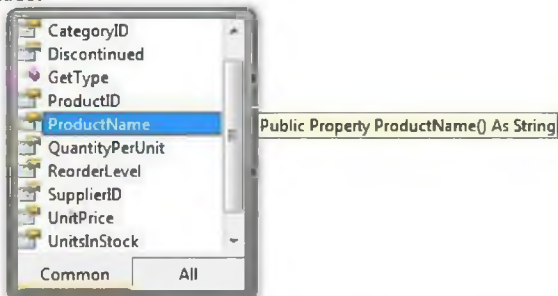 CategoryID
Discontinued
GetType
ProductID
ProductName
Public Property ProductName() As String
QuantityPerUnit
ReorderLevel
SupplierID
UnitPrice
UnitsInStock
Common All